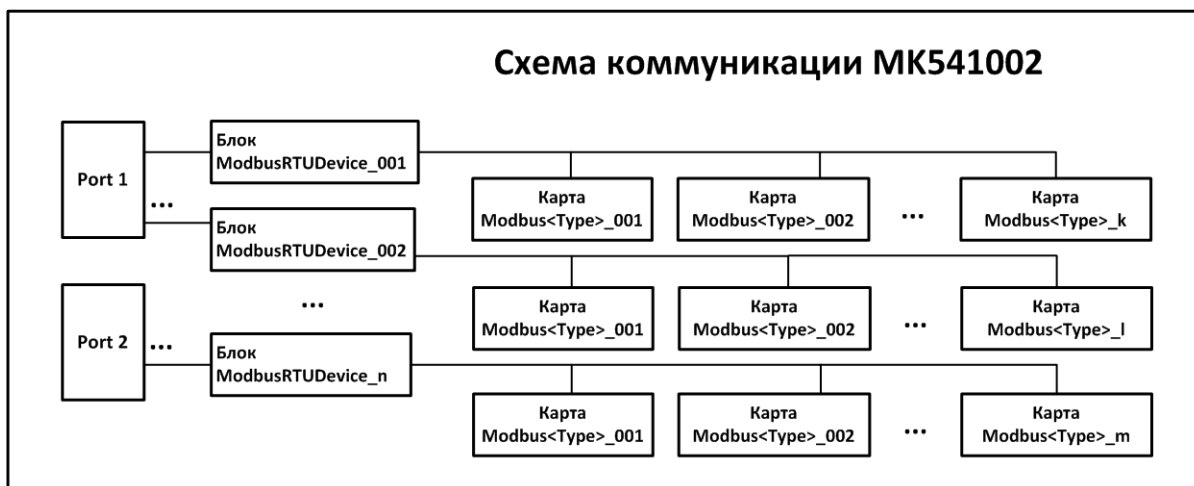 Схема коммуникации МК541002
Port 1
...
Блок
ModbusRTUDevice_001
Карта
Modbus<Type>_001
Карта
Modbus<Type>_002
...
Карта
Modbus<Type>_k
Блок
ModbusRTUDevice_002
...
Карта
Modbus<Type>_001
Карта
Modbus<Type>_002
...
Карта
Modbus<Type>_l
Port 2
...
Блок
ModbusRTUDevice_n
Карта
Modbus<Type>_001
Карта
Modbus<Type>_002
...
Карта
Modbus<Type>_m